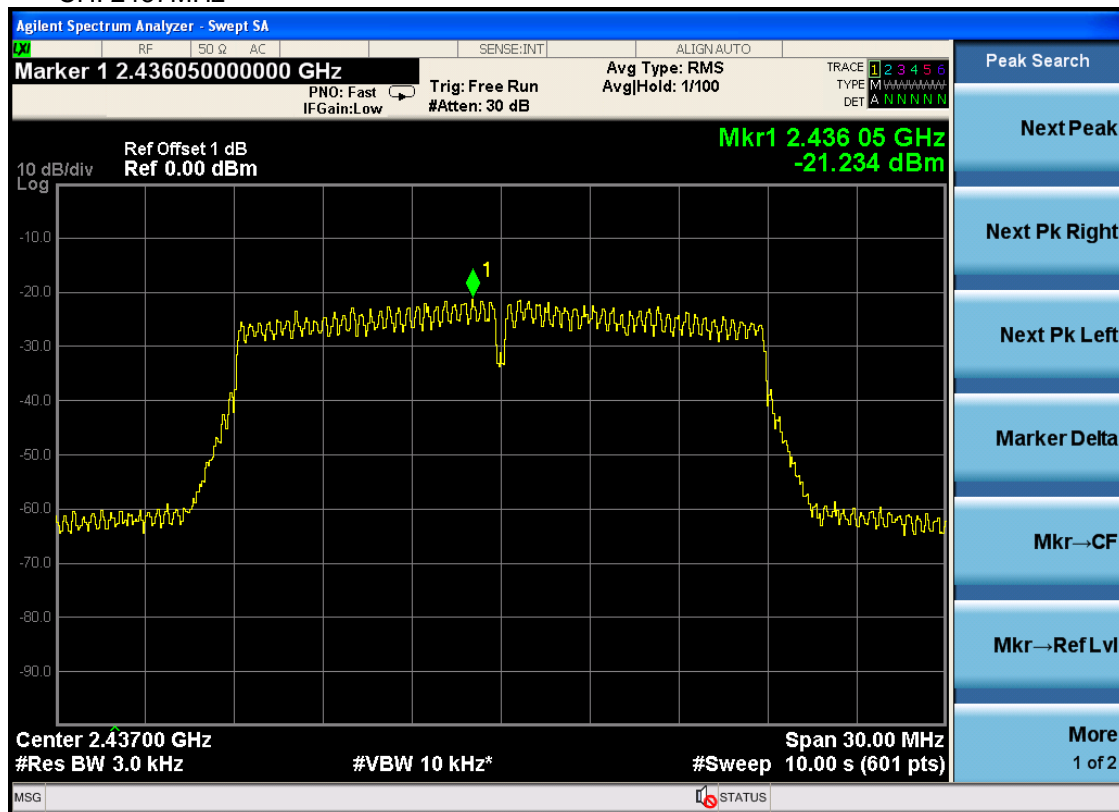 Agilent Spectrum Analyzer - Swept SA
LXI RF 50 Ω AC SENSE:INT ALIGN AUTO
Marker 1 2.436050000000 GHz
PNO: Fast
IFGain:Low
Trig: Free Run
#Atten: 30 dB
Avg Type: RMS
Avg|Hold: 1/100
TRACE 1 2 3 4 5 6
TYPE M
DET A N N N N N
Mkr1 2.436 05 GHz
-21.234 dBm
Ref Offset 1 dB
10 dB/div Ref 0.00 dBm
Log
-10.0
1
-20.0
-30.0
-40.0
-50.0
-60.0
-70.0
-80.0
-90.0
Center 2.43700 GHz Span 30.00 MHz
#Res BW 3.0 kHz #VBW 10 kHz* #Sweep 10.00 s (601 pts)
MSG STATUS
Peak Search
Next Peak
Next Pk Right
Next Pk Left
Marker Delta
Mkr→CF
Mkr→Ref Lvl
More
1 of 2